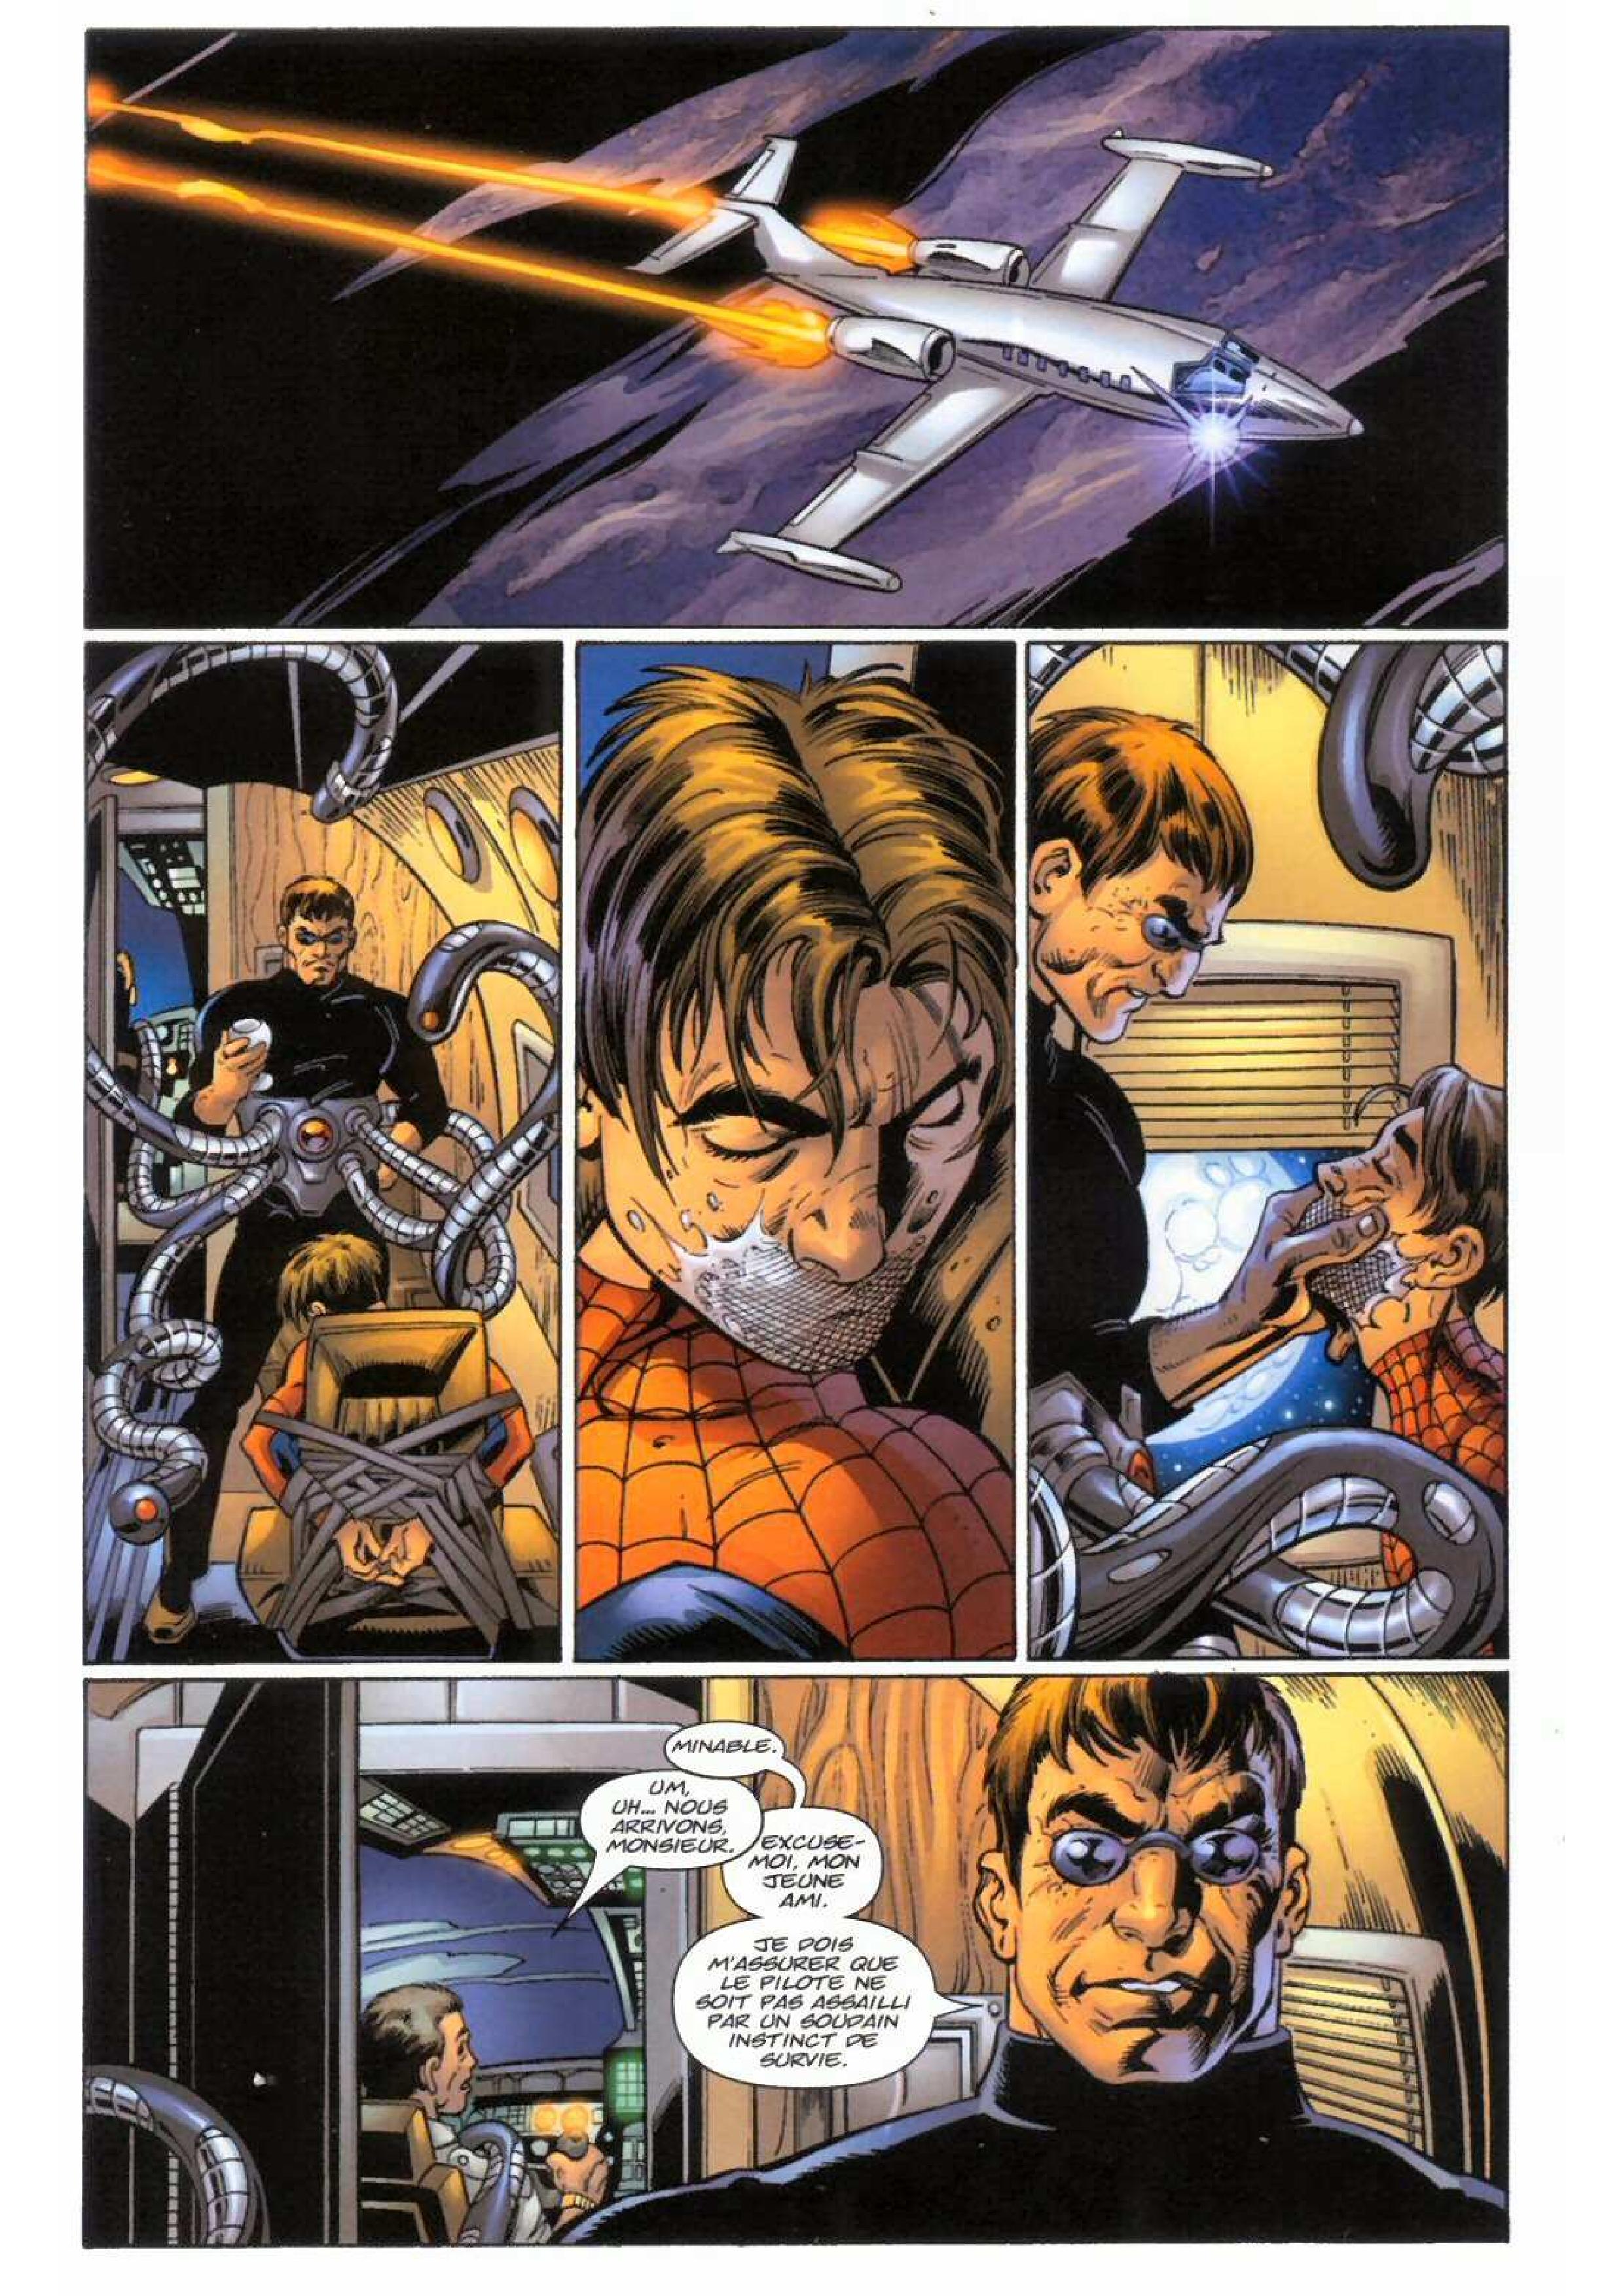 MINABLE.
UM,
UH... NOUS
ARRIVONS,
MONSIEUR.
EXCUSE-
MOI, MON
JEUNE
AMI.
JE DOIS
M'ASSURER QUE
LE PILOTE NE
SOIT PAS ASSAILLI
PAR UN SOUDAIN
INSTINCT DE
SURVIE.